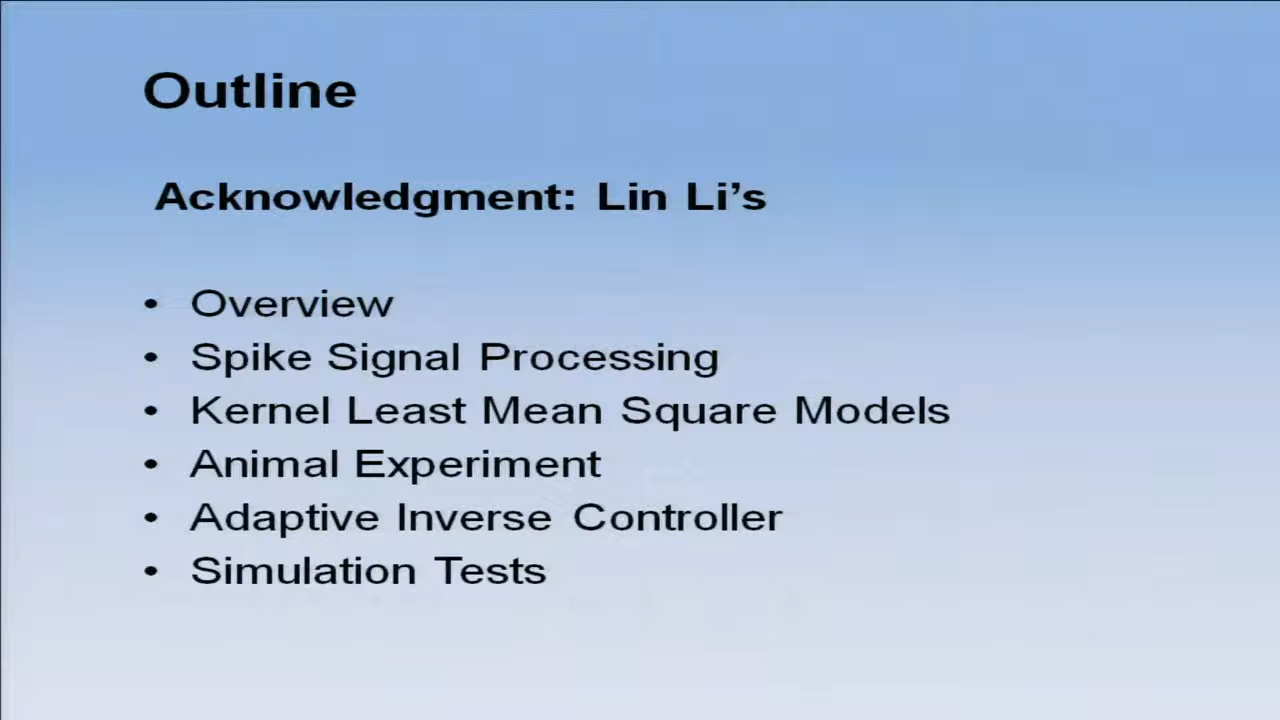 Outline
Acknowledgment: Lin Li’s
• Overview
• Spike Signal Processing
• Kernel Least Mean Square Models
• Animal Experiment
• Adaptive Inverse Controller
• Simulation Tests